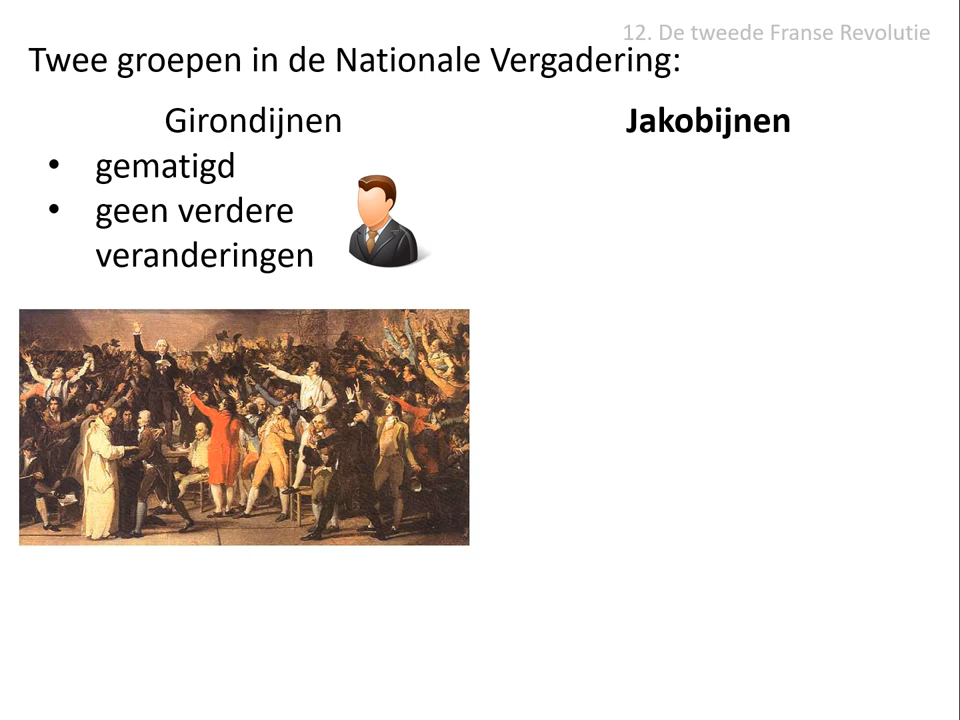 12. De tweede Franse Revolutie
Twee groepen in de Nationale Vergadering:
Girondijnen
• gematigd
• geen verdere
veranderingen
Jakobijnen